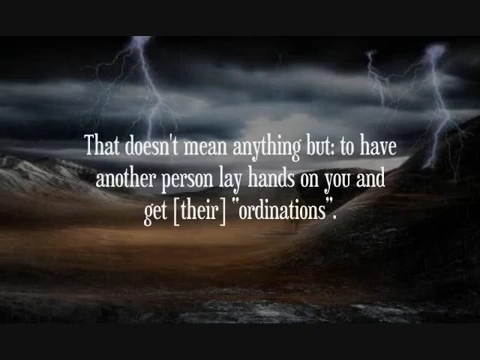 That doesn't mean anything but: to have
another person lay hands on you and
get [their] "ordinations".